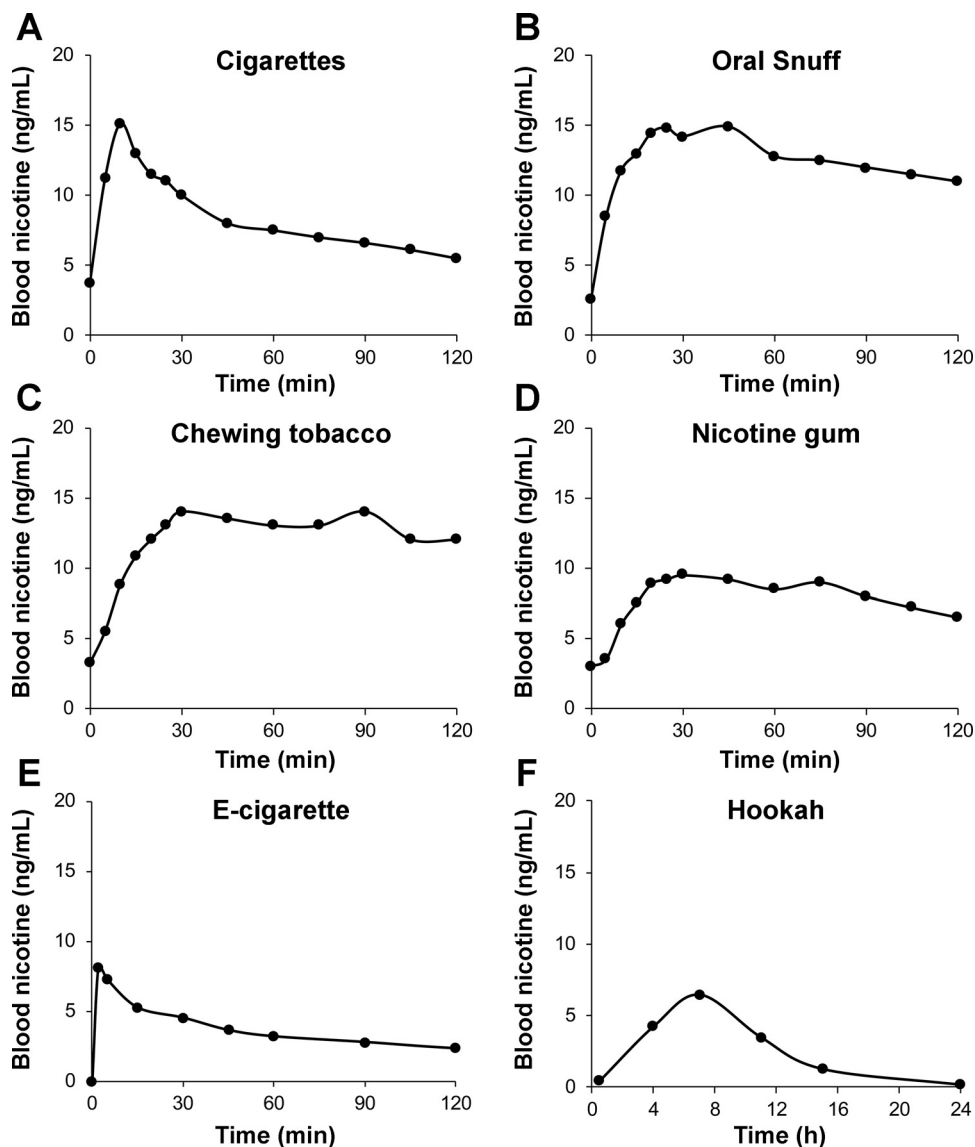 A
Cigarettes
Blood nicotine (ng/mL)
20
15
10
5
0
0 30 60 90 120
Time (min)
B
Oral Snuff
Blood nicotine (ng/mL)
20
15
10
5
0
0 30 60 90 120
Time (min)
C
Chewing tobacco
Blood nicotine (ng/mL)
20
15
10
5
0
0 30 60 90 120
Time (min)
D
Nicotine gum
Blood nicotine (ng/mL)
20
15
10
5
0
0 30 60 90 120
Time (min)
E
E-cigarette
Blood nicotine (ng/mL)
20
15
10
5
0
0 30 60 90 120
Time (min)
F
Hookah
Blood nicotine (ng/mL)
20
15
10
5
0
0 4 8 12 16 20 24
Time (h)